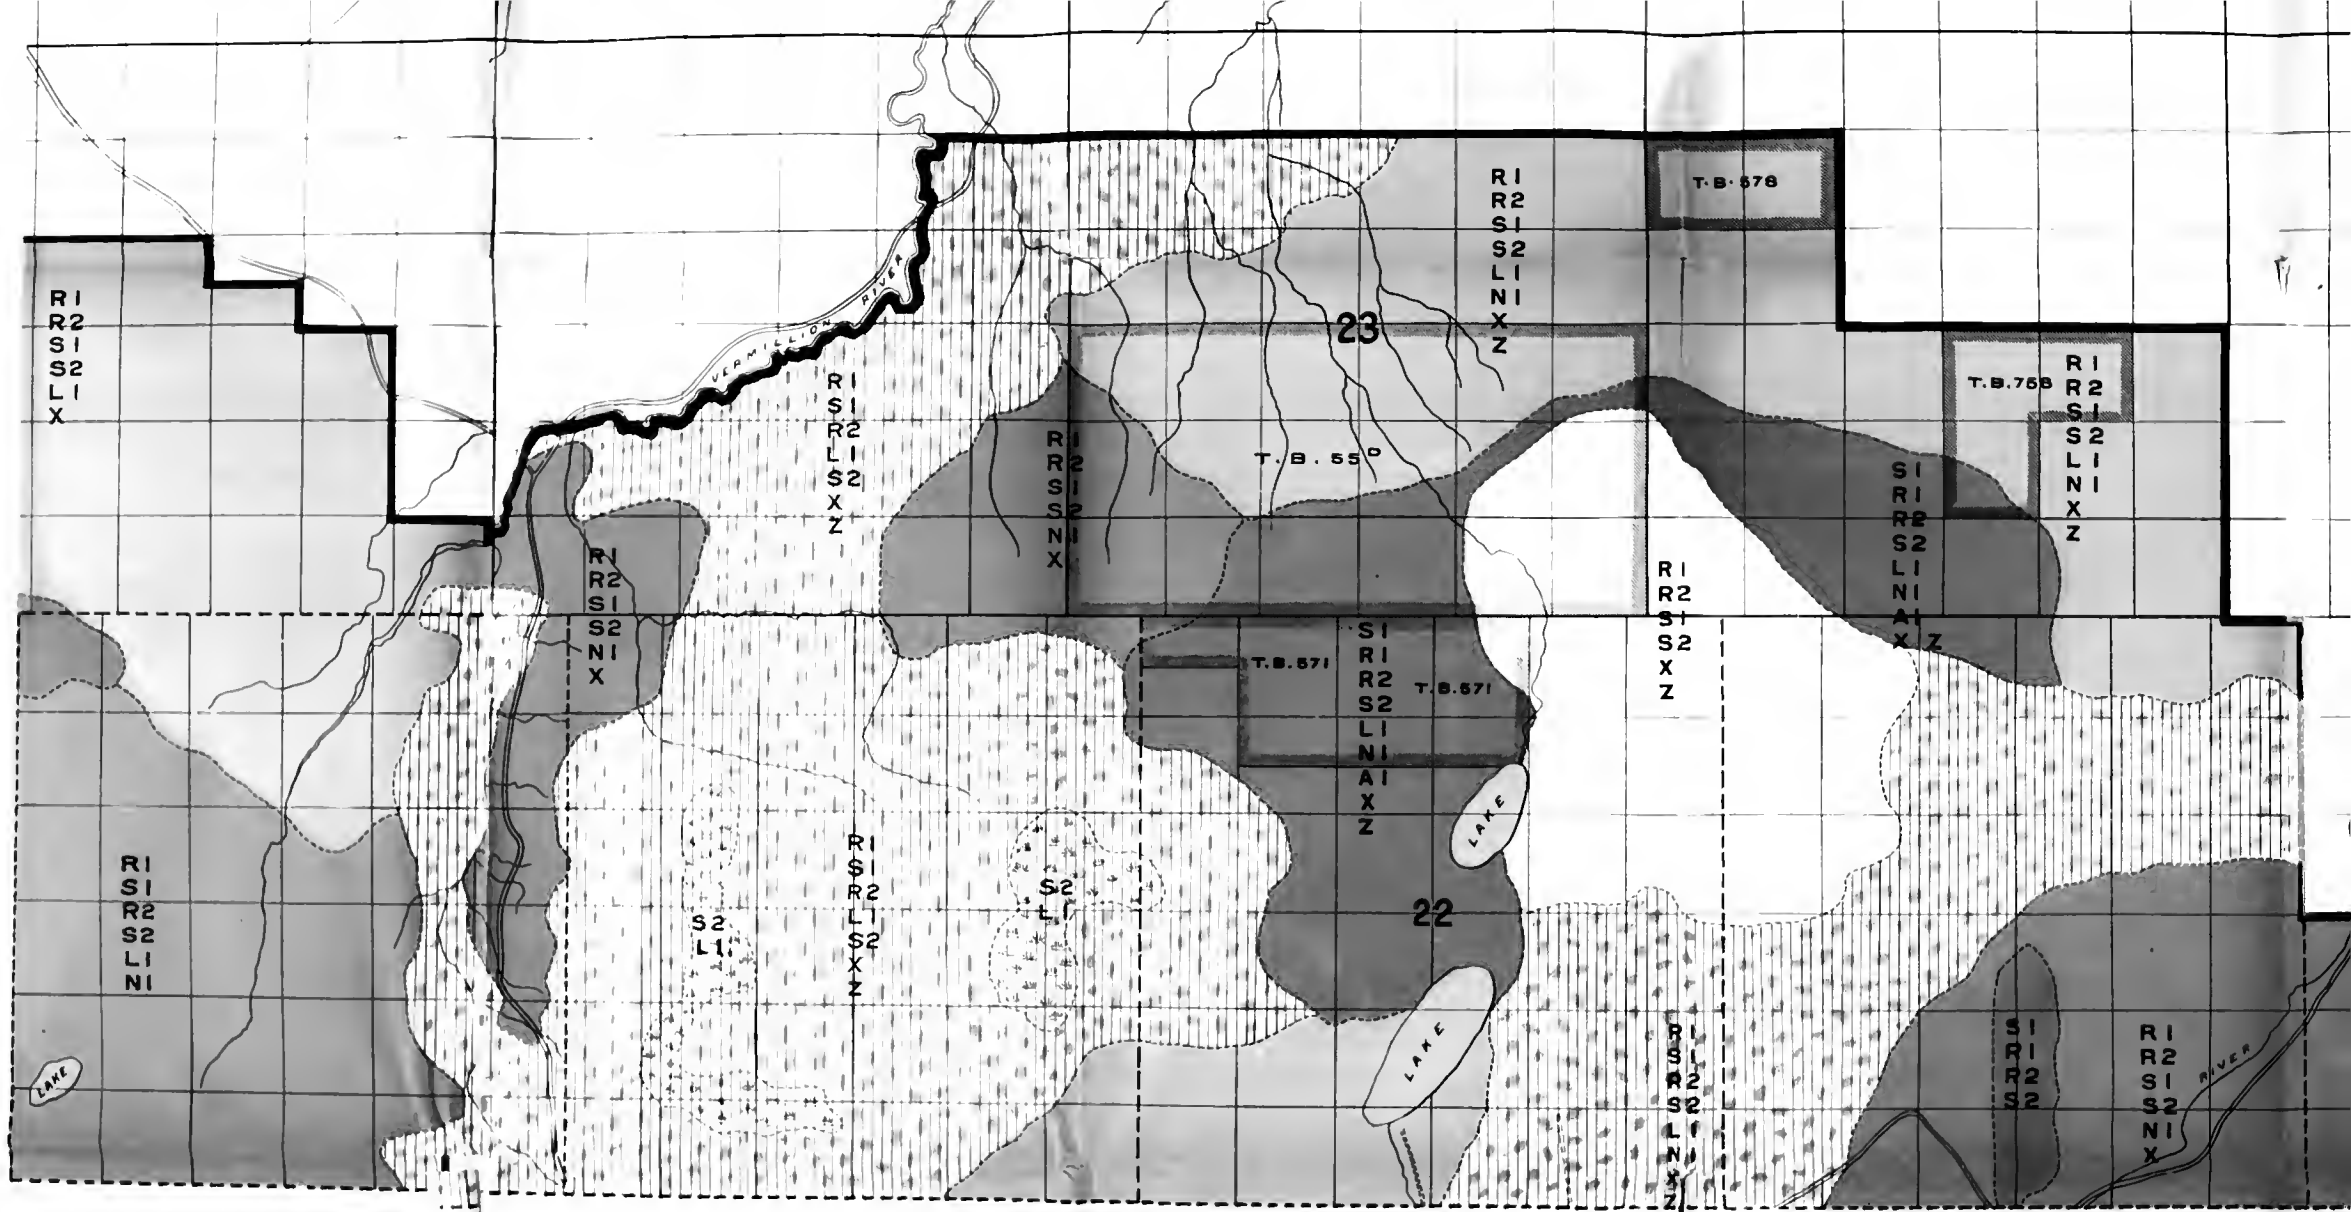 R1
R2
S1
S2
L1
X
VERMILLION RIVER
R1
S1
R2
L1
S2
X
Z
R1
R2
S1
S2
N1
X
R1
R2
S1
S2
L1
N1
X
Z
T.B. 578
23
T.B. 55D
T.B. 758
R1
R2
S1
S2
L1
N1
X
Z
S1
R1
R2
S2
L1
N1
A1
X Z
R1
R2
S1
S2
N1
X
R1
R2
S1
S2
X
Z
T.B. 571
T.B. 571
S1
R1
R2
S2
L1
N1
A1
X
Z
LAKE
R1
S1
R2
S2
L1
N1
LAKE
S2
L1
R1
S1
R2
L1
S2
X
Z
S2
L1
22
LAKE
R1
S1
R2
S2
L1
N1
X
Z
S1
R1
R2
S2
R1
R2
S1
S2
N1
X
RIVER